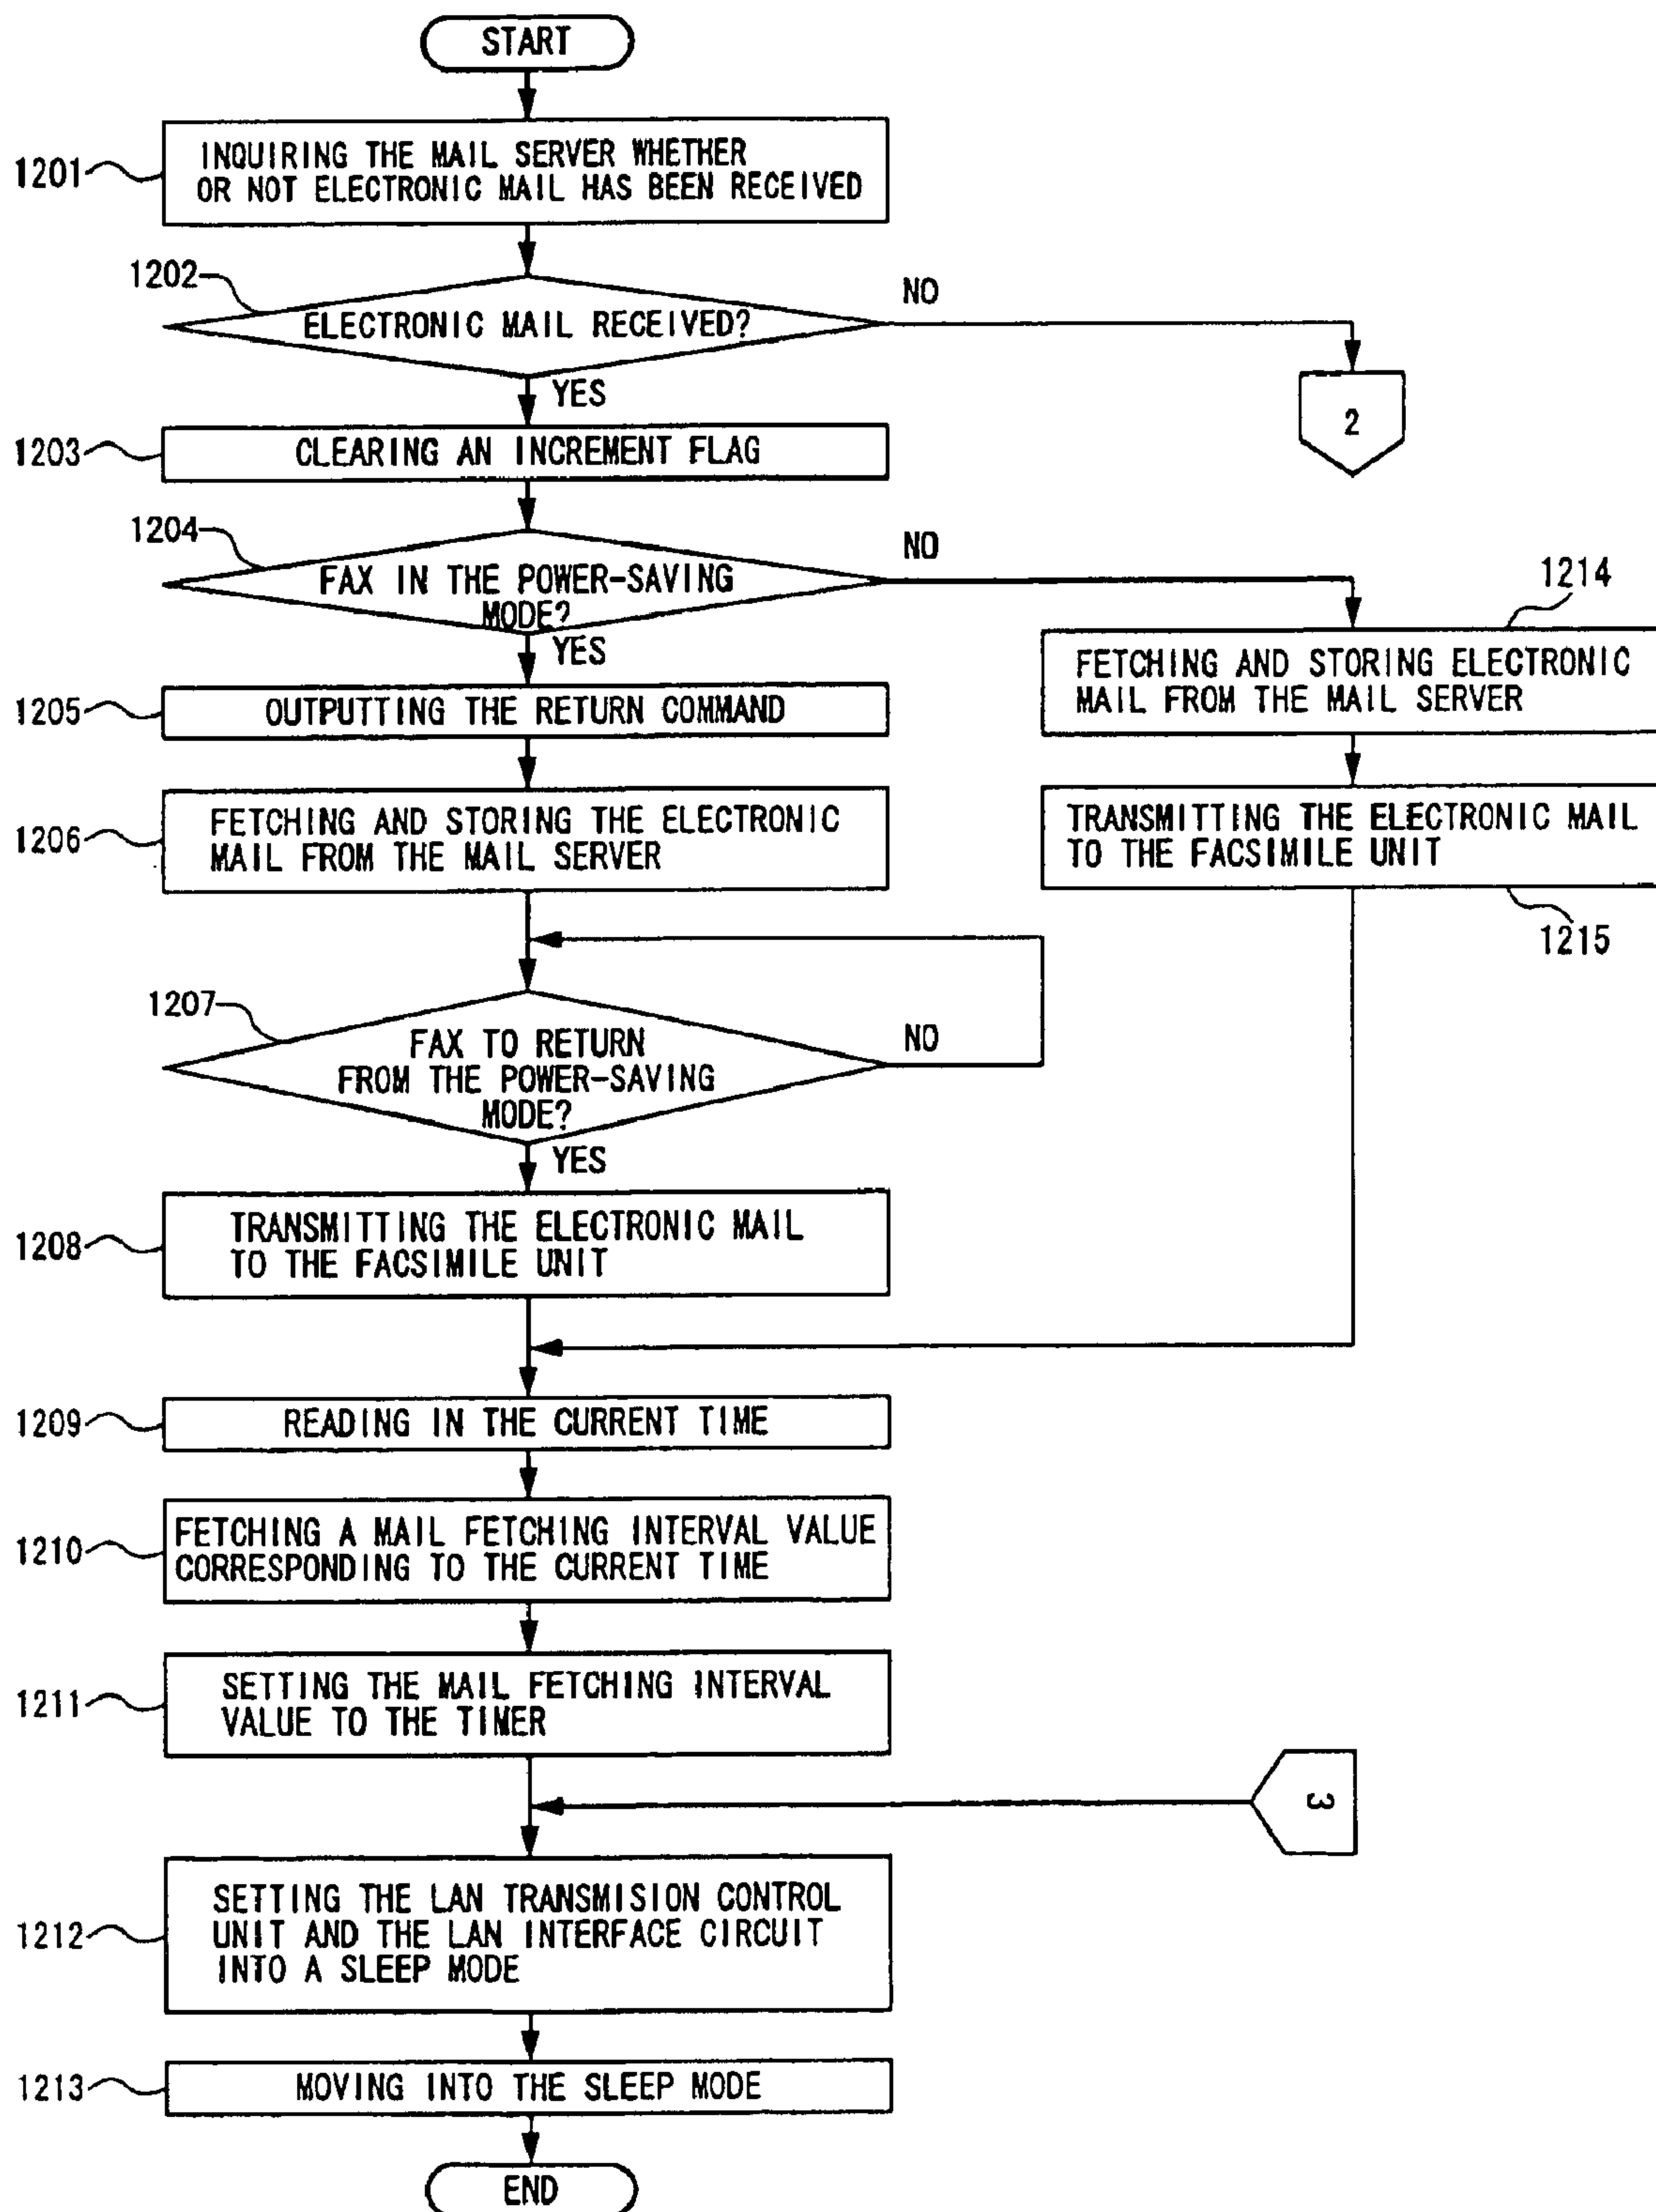 START
1201
INQUIRING THE MAIL SERVER WHETHER
OR NOT ELECTRONIC MAIL HAS BEEN RECEIVED
1202
ELECTRONIC MAIL RECEIVED?
NO
2
YES
1203
CLEARING AN INCREMENT FLAG
1204
FAX IN THE POWER-SAVING
MODE?
NO
YES
1214
FETCHING AND STORING ELECTRONIC
MAIL FROM THE MAIL SERVER
1205
OUTPUTTING THE RETURN COMMAND
1206
FETCHING AND STORING THE ELECTRONIC
MAIL FROM THE MAIL SERVER
TRANSMITTING THE ELECTRONIC MAIL
TO THE FACSIMILE UNIT
1215
1207
FAX TO RETURN
FROM THE POWER-SAVING
MODE?
NO
YES
1208
TRANSMITTING THE ELECTRONIC MAIL
TO THE FACSIMILE UNIT
1209
READING IN THE CURRENT TIME
1210
FETCHING A MAIL FETCHING INTERVAL VALUE
CORRESPONDING TO THE CURRENT TIME
1211
SETTING THE MAIL FETCHING INTERVAL
VALUE TO THE TIMER
3
1212
SETTING THE LAN TRANSMISION CONTROL
UNIT AND THE LAN INTERFACE CIRCUIT
INTO A SLEEP MODE
1213
MOVING INTO THE SLEEP MODE
END